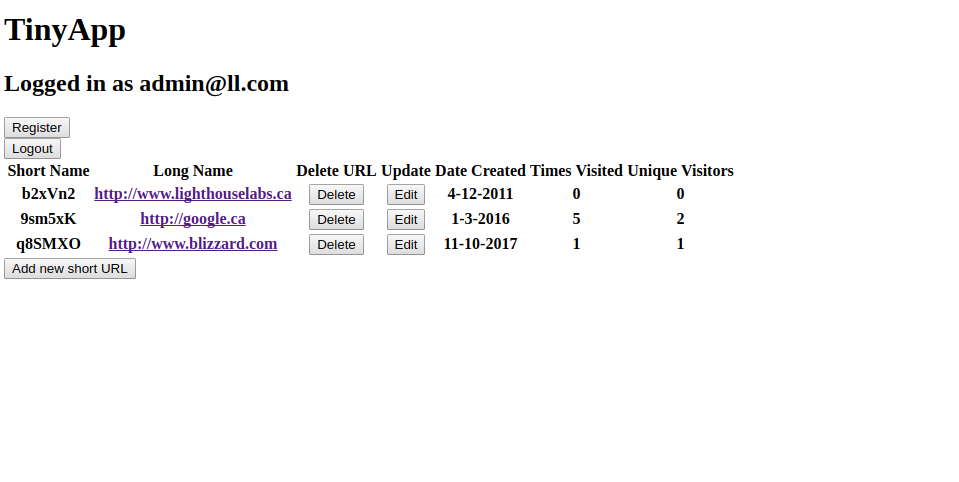 TinyApp
Logged in as admin@ll.com
Register
Logout
Short Name Long Name Delete URL Update Date Created Times Visited Unique Visitors
b2xVn2 http://www.lighthouselabs.ca Delete Edit 4-12-2011 0 0
9sm5xK http://google.ca Delete Edit 1-3-2016 5 2
q8SMXO http://www.blizzard.com Delete Edit 11-10-2017 1 1
Add new short URL